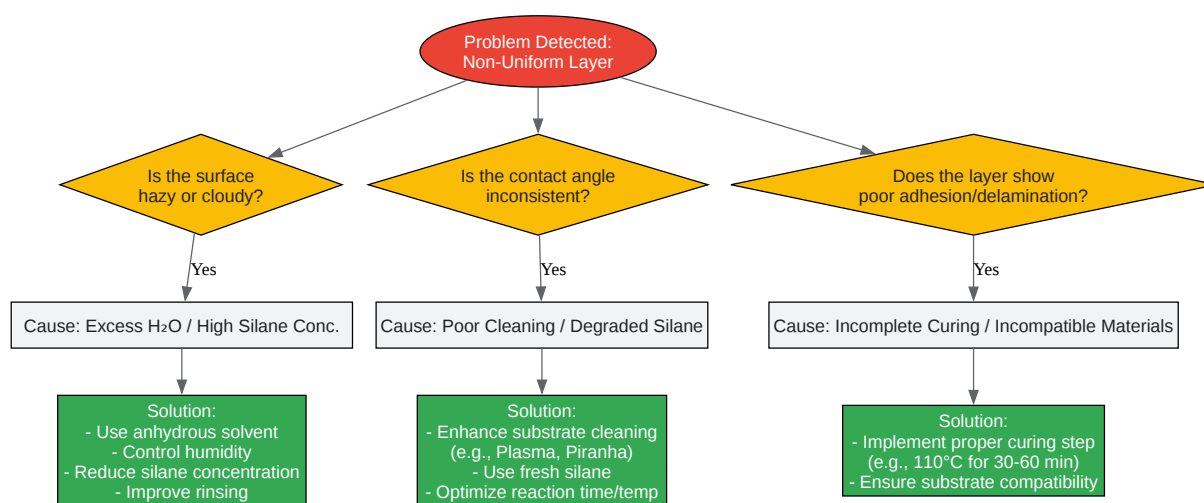 Problem Detected:
Non-Uniform Layer
Is the surface
hazy or cloudy?
Is the contact angle
inconsistent?
Does the layer show
poor adhesion/delamination?
Yes
Yes
Yes
Cause: Excess H₂O / High Silane Conc.
Cause: Poor Cleaning / Degraded Silane
Cause: Incomplete Curing / Incompatible Materials
Solution:
- Use anhydrous solvent
- Control humidity
- Reduce silane concentration
- Improve rinsing
Solution:
- Enhance substrate cleaning
(e.g., Plasma, Piranha)
- Use fresh silane
- Optimize reaction time/temp
Solution:
- Implement proper curing step
(e.g., 110°C for 30-60 min)
- Ensure substrate compatibility